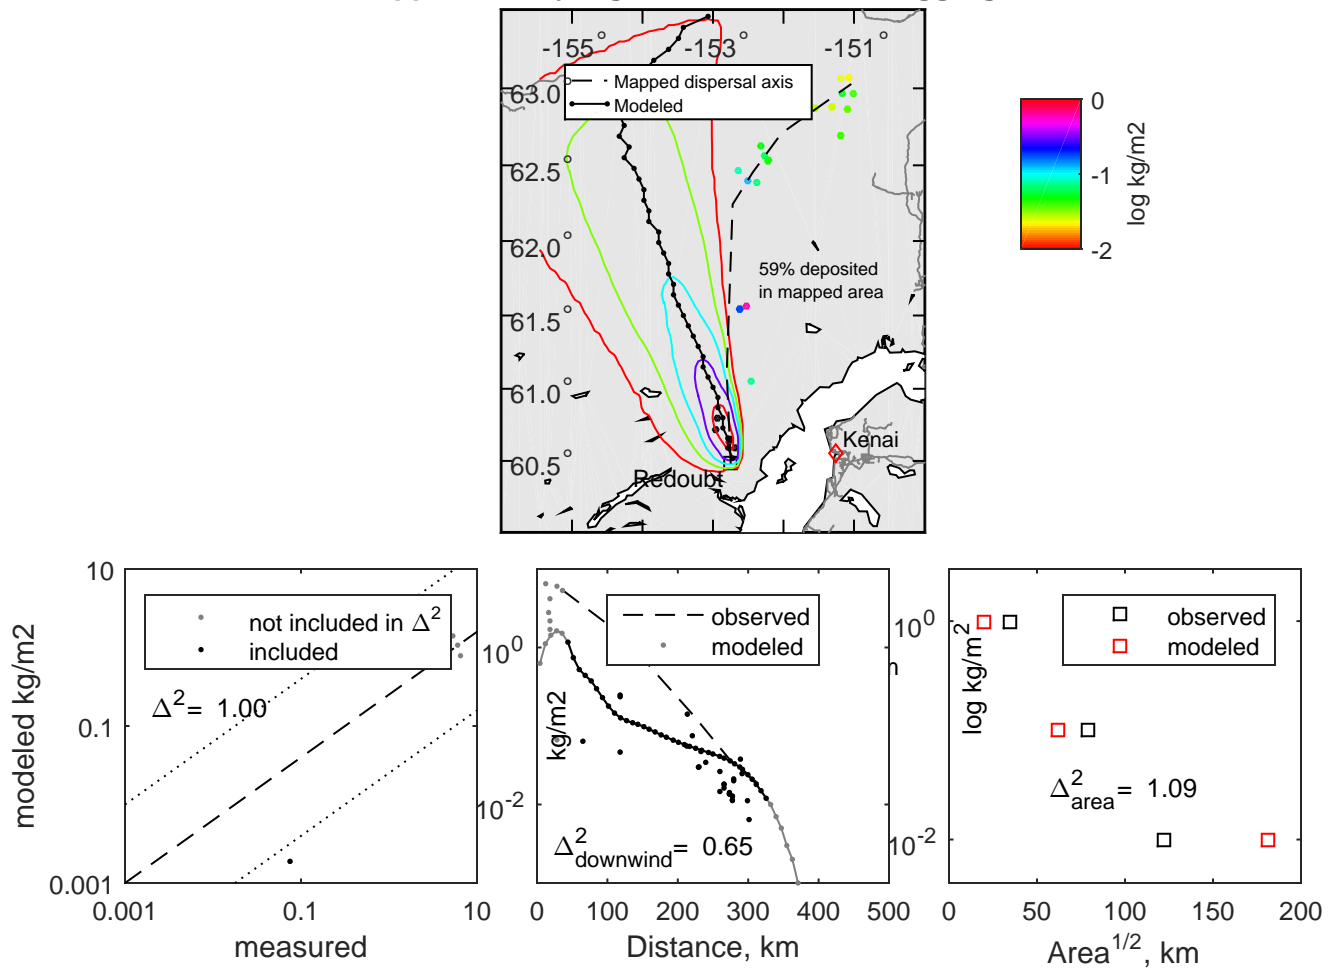 -155° -153° -151°
Mapped dispersal axis
Modeled
63.0°
62.5°
62.0°
61.5°
61.0°
60.5°
59% deposited
in mapped area
Kenai
Redoubt
0
-1
-2
log kg/m2
10
0.1
0.001
modeled kg/m2
not included in Δ²
included
Δ²= 1.00
0.001 0.1 10
measured
10⁰
10⁻²
kg/m2
observed
modeled
Δ²downwind= 0.65
0 100 200 300 400 500
Distance, km
10⁰
10⁻²
log kg/m²
observed
modeled
Δ²area= 1.09
0 50 100 150 200
Area¹/², km